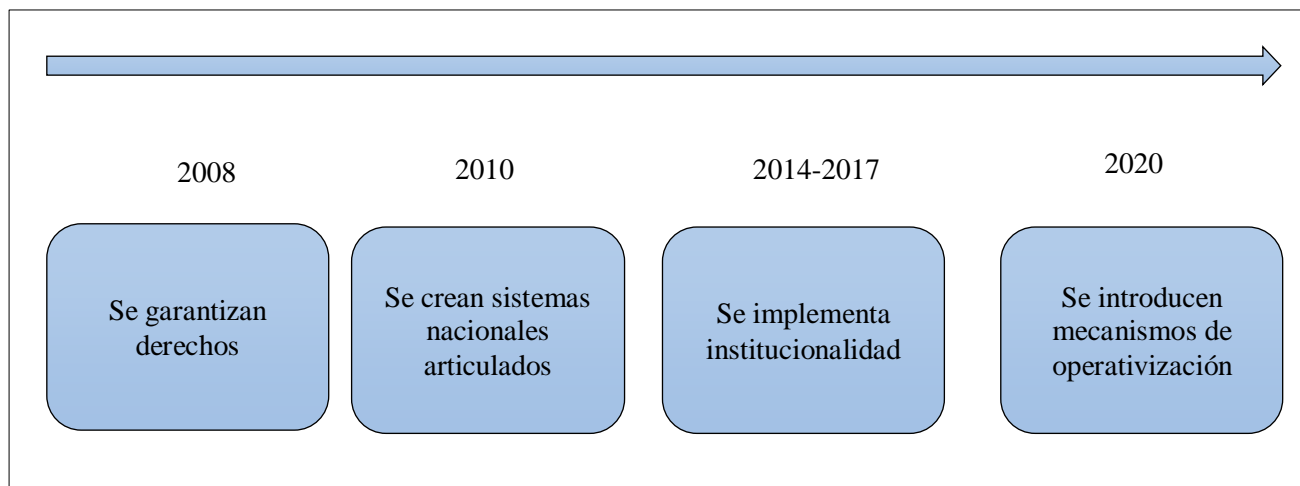 2008
2010
2014-2017
2020
Se garantizan
derechos
Se crean sistemas
nacionales
articulados
Se implementa
institucionalidad
Se introducen
mecanismos de
operativización